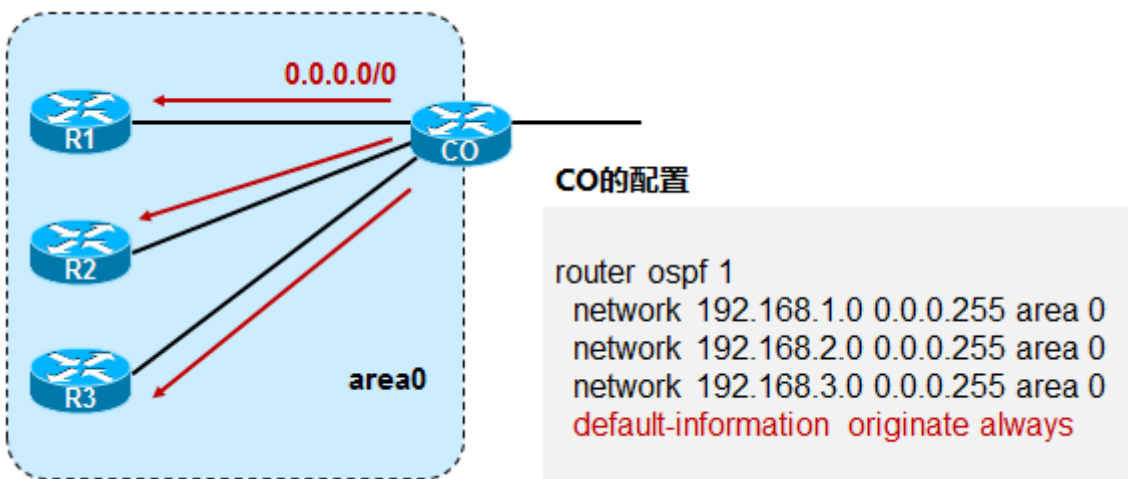 0.0.0.0/0
R1
CO
R2
R3
area0
CO的配置
router ospf 1
network 192.168.1.0 0.0.0.255 area 0
network 192.168.2.0 0.0.0.255 area 0
network 192.168.3.0 0.0.0.255 area 0
default-information originate always